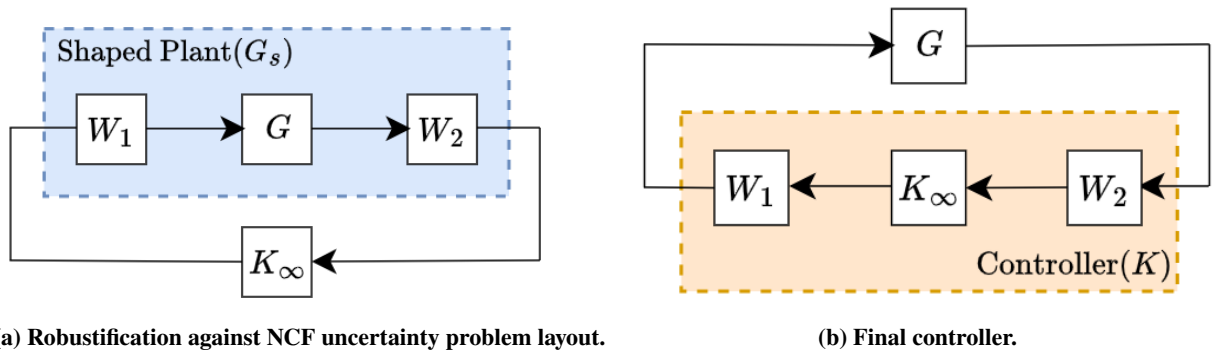 Shaped Plant(G_s)
W_1
G
W_2
K_∞
G
W_1
K_∞
W_2
Controller(K)
a) Robustification against NCF uncertainty problem layout.
(b) Final controller.